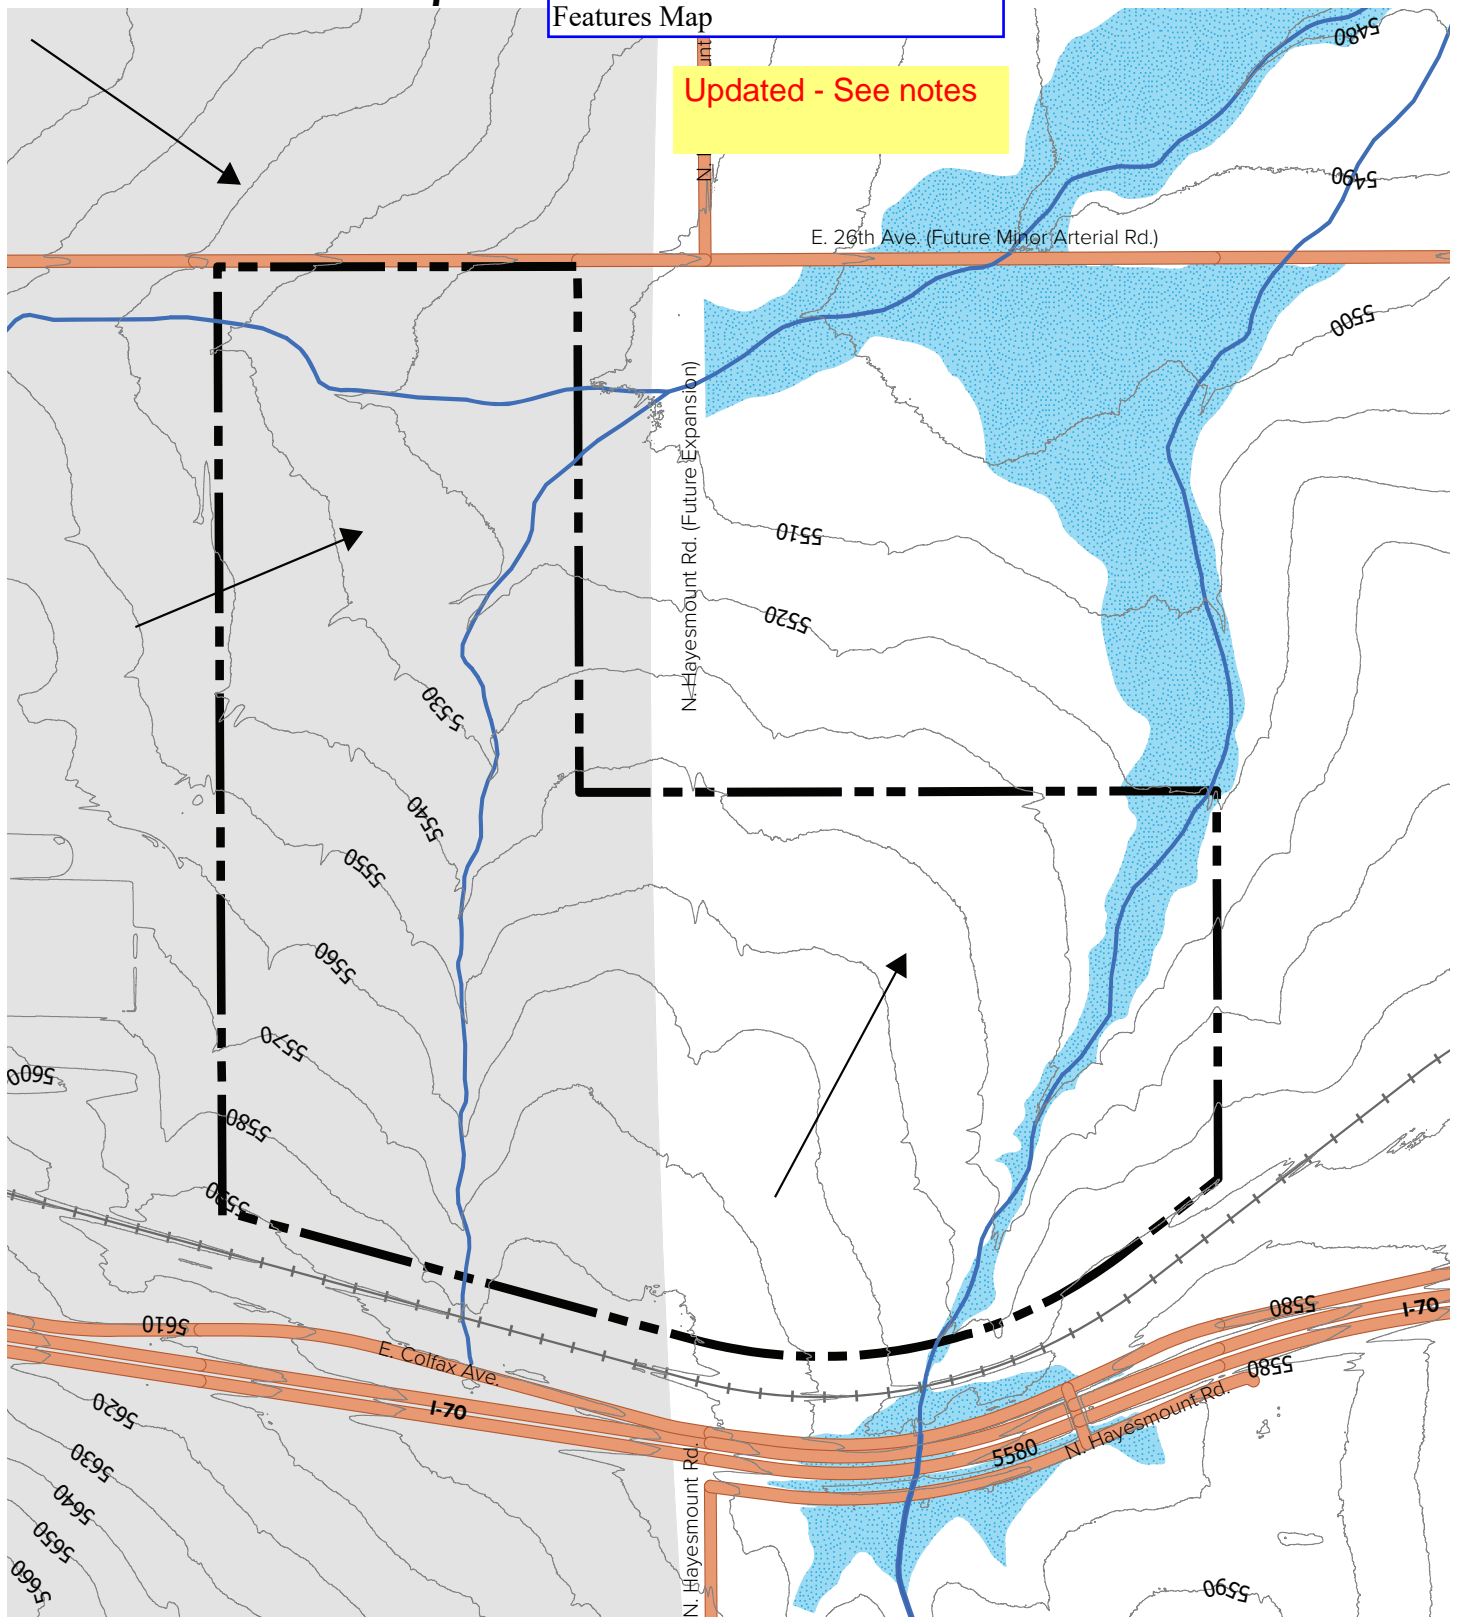 Features Map
5480
N.
Updated - See notes
5490
E. 26th Ave. (Future Minor Arterial Rd.)
5500
N. Hayesmount Rd. (Future Expansion)
5510
5520
5530
5540
5550
5560
5570
5600
5580
5590
5610
5580
I-70
E. Colfax Ave.
5580
I-70
N. Hayesmount Rd.
5620
5580
N. Hayesmount Rd.
5630
5640
5650
5660
5590